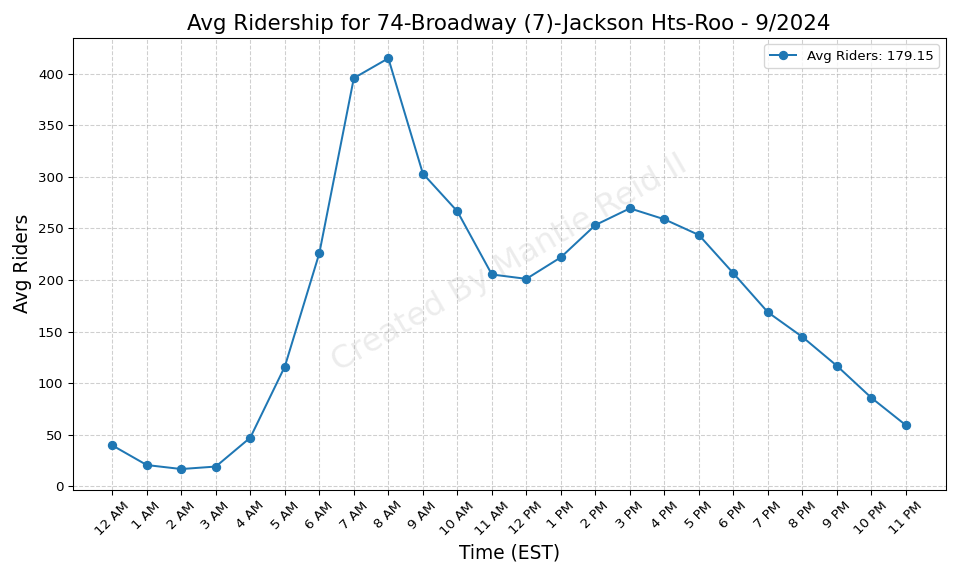 Avg Ridership for 74-Broadway (7)-Jackson Hts-Roo - 9/2024
Avg Riders: 179.15
Avg Riders
400
350
300
250
200
150
100
50
0
Created By Mantle Reid II
12 AM
1 AM
2 AM
3 AM
4 AM
5 AM
6 AM
7 AM
8 AM
9 AM
10 AM
11 AM
12 PM
1 PM
2 PM
3 PM
4 PM
5 PM
6 PM
7 PM
8 PM
9 PM
10 PM
11 PM
Time (EST)